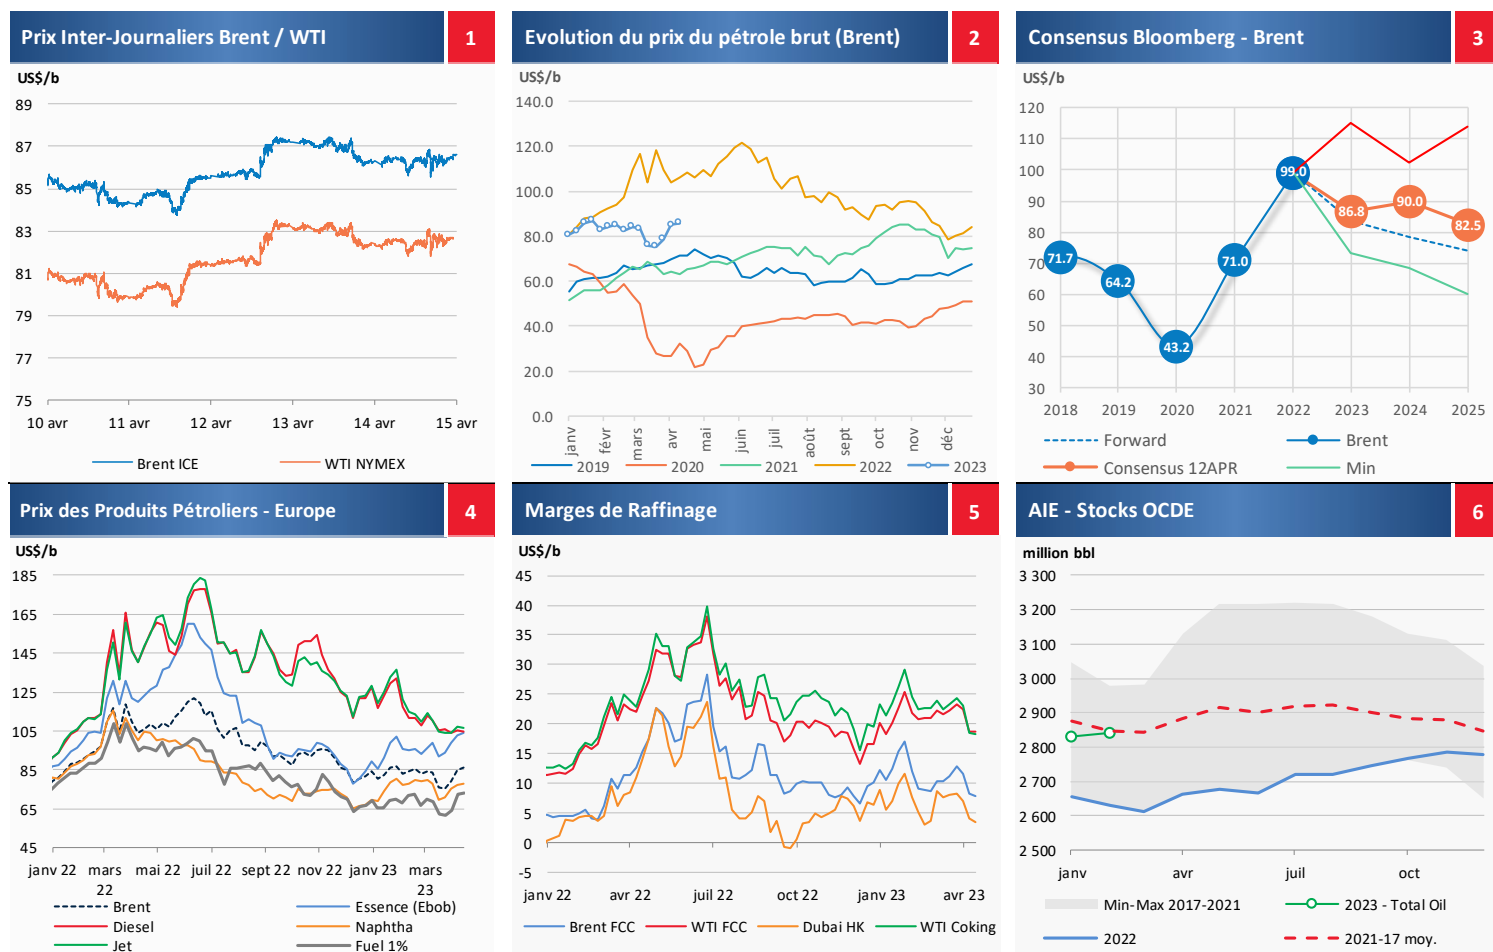 Prix Inter-Journaliers Brent / WTI 1
US$/b
89
87
85
83
81
79
77
75
10 avr 11 avr 12 avr 13 avr 14 avr 15 avr
Brent ICE WTI NYMEX
Evolution du prix du pétrole brut (Brent) 2
US$/b
140.0
120.0
100.0
80.0
60.0
40.0
20.0
0.0
janv févr mars avr mai juin juil août sept oct nov déc
2019 2020 2021 2022 2023
Consensus Bloomberg - Brent 3
US$/b
120
110
100
90
80
70
60
50
40
30
71.7
64.2
43.2
71.0
99.0
86.8
90.0
82.5
2018 2019 2020 2021 2022 2023 2024 2025
Forward Brent
Consensus 12APR Min
Prix des Produits Pétroliers - Europe 4
US$/b
185
165
145
125
105
85
65
45
janv 22 mars 22 mai 22 juil 22 sept 22 nov 22 janv 23 mars 23
Brent Essence (Ebob)
Diesel Naphtha
Jet Fuel 1%
Marges de Raffinage 5
US$/b
45
40
35
30
25
20
15
10
5
0
-5
janv 22 avr 22 juil 22 oct 22 janv 23 avr 23
Brent FCC WTI FCC Dubai HK WTI Coking
AIE - Stocks OCDE 6
million bbl
3 300
3 200
3 100
3 000
2 900
2 800
2 700
2 600
2 500
janv avr juil oct
Min-Max 2017-2021 2023 - Total Oil
2022 2021-17 moy.